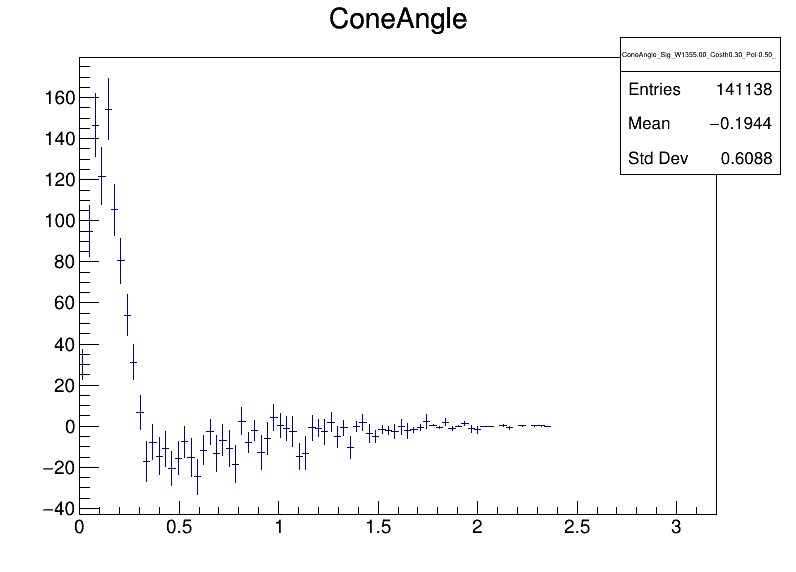 ConeAngle
ConeAngle_Sig_W1355.00_Costh0.30_Pol-0.50_
Entries 141138
Mean −0.1944
Std Dev 0.6088
160
140
120
100
80
60
40
20
0
−20
−40
0 0.5 1 1.5 2 2.5 3